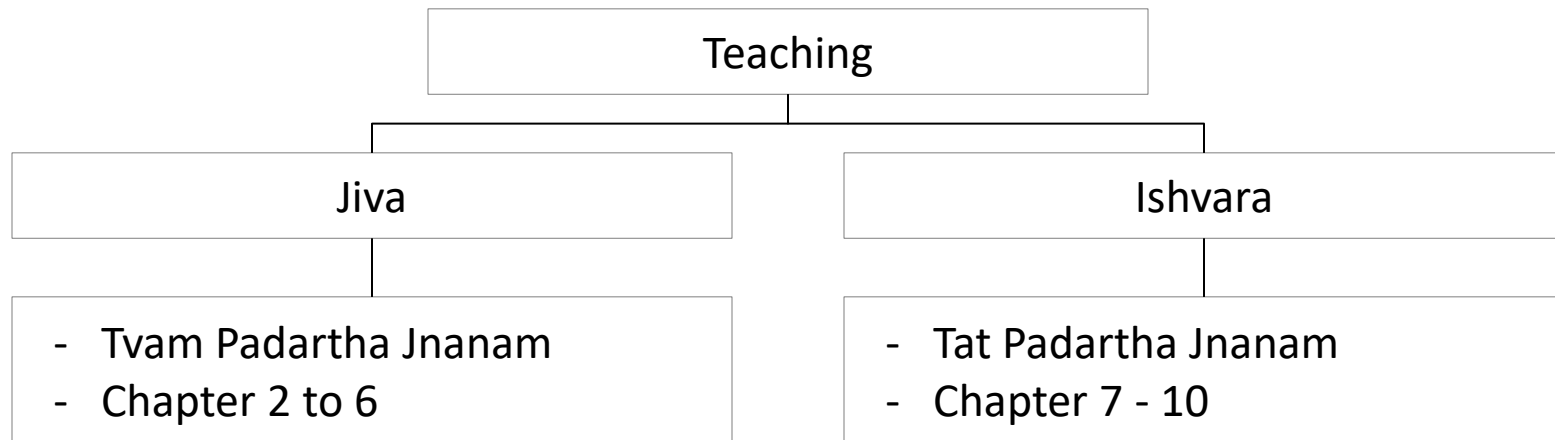 Teaching
Jiva
Ishvara
- Tvam Padartha Jnanam
- Chapter 2 to 6
- Tat Padartha Jnanam
- Chapter 7 - 10